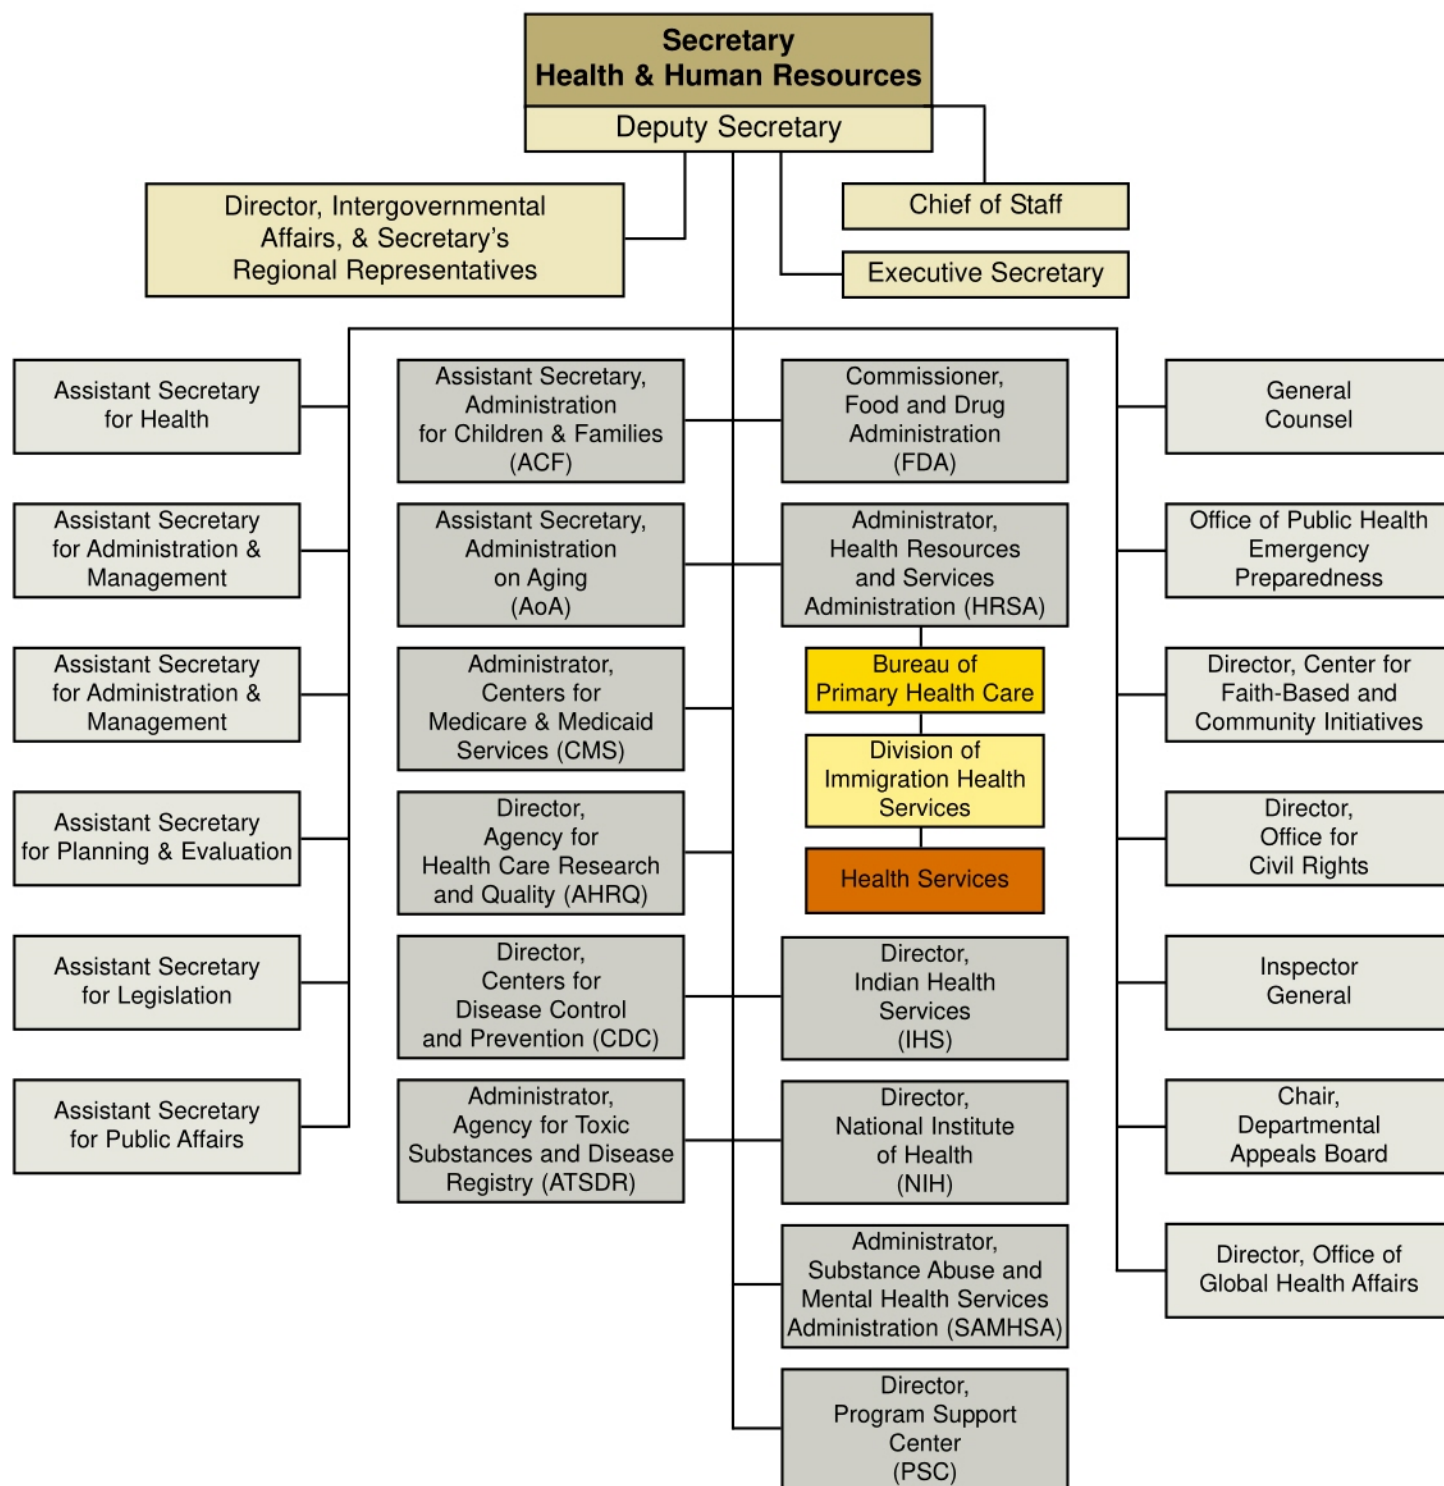 Secretary
Health & Human Resources
Deputy Secretary
Director, Intergovernmental
Affairs, & Secretary's
Regional Representatives
Chief of Staff
Executive Secretary
Assistant Secretary
for Health
Assistant Secretary
for Administration &
Management
Assistant Secretary
for Administration &
Management
Assistant Secretary
for Planning & Evaluation
Assistant Secretary
for Legislation
Assistant Secretary
for Public Affairs
Assistant Secretary,
Administration
for Children & Families
(ACF)
Assistant Secretary,
Administration
on Aging
(AoA)
Administrator,
Centers for
Medicare & Medicaid
Services (CMS)
Director,
Agency for
Health Care Research
and Quality (AHRQ)
Director,
Centers for
Disease Control
and Prevention (CDC)
Administrator,
Agency for Toxic
Substances and Disease
Registry (ATSDR)
Commissioner,
Food and Drug
Administration
(FDA)
Administrator,
Health Resources
and Services
Administration (HRSA)
Bureau of
Primary Health Care
Division of
Immigration Health
Services
Health Services
Director,
Indian Health
Services
(IHS)
Director,
National Institute
of Health
(NIH)
Administrator,
Substance Abuse and
Mental Health Services
Administration (SAMHSA)
Director,
Program Support
Center
(PSC)
General
Counsel
Office of Public Health
Emergency
Preparedness
Director, Center for
Faith-Based and
Community Initiatives
Director,
Office for
Civil Rights
Inspector
General
Chair,
Departmental
Appeals Board
Director, Office of
Global Health Affairs